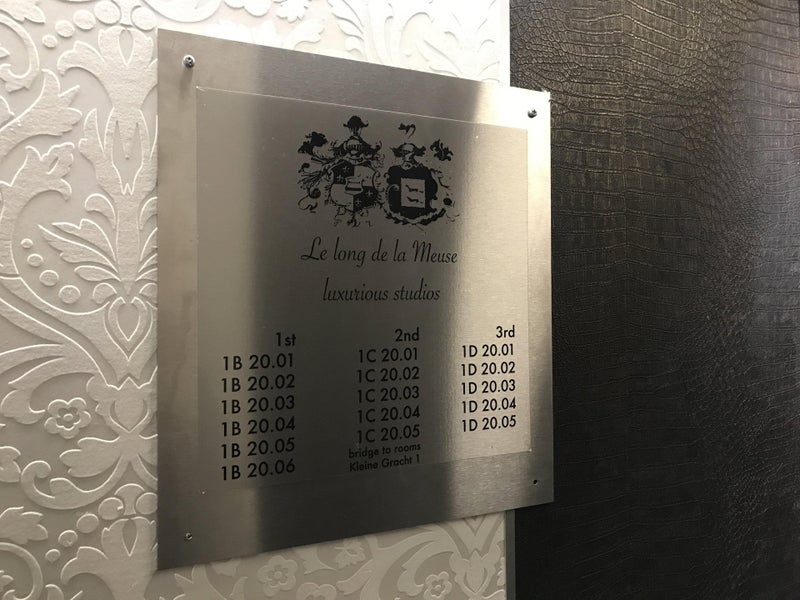 Le long de la Meuse
luxurious studios
1st
1B 20.01
1B 20.02
1B 20.03
1B 20.04
1B 20.05
1B 20.06
2nd
1C 20.01
1C 20.02
1C 20.03
1C 20.04
1C 20.05
bridge to rooms
Kleine Gracht 1
3rd
1D 20.01
1D 20.02
1D 20.03
1D 20.04
1D 20.05